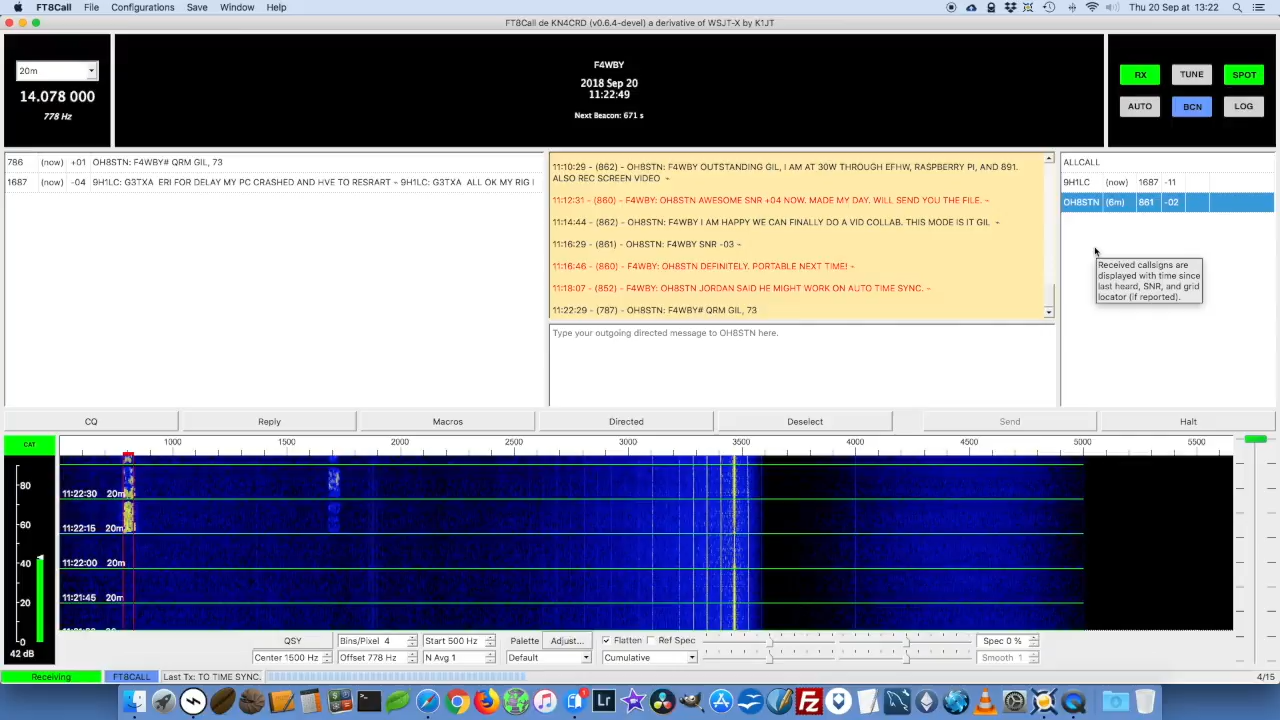 FT8Call File Configurations Save Window Help Thu 20 Sep at 13:22
FT8Call de KN4CRD (v0.6.4-devel) a derivative of WSJT-X by K1JT
20m
14.078 000
778 Hz
F4WBY
2018 Sep 20
11:22:49
Next Beacon: 671 s
RX TUNE SPOT
AUTO BCN LOG
786 (now) +01 OH8STN: F4WBY# QRM GIL, 73
1687 (now) -04 9H1LC: G3TXA ERI FOR DELAY MY PC CRASHED AND HVE TO RESRART ~ 9H1LC: G3TXA ALL OK MY RIG I
11:10:29 - (862) - OH8STN: F4WBY OUTSTANDING GIL, I AM AT 30W THROUGH EFHW, RASPBERRY PI, AND 891.
ALSO REC SCREEN VIDEO ~
11:12:31 - (860) - F4WBY: OH8STN AWESOME SNR +04 NOW. MADE MY DAY. WILL SEND YOU THE FILE. ~
11:14:44 - (862) - OH8STN: F4WBY I AM HAPPY WE CAN FINALLY DO A VID COLLAB. THIS MODE IS IT GIL ~
11:16:29 - (861) - OH8STN: F4WBY SNR -03 ~
11:16:46 - (860) - F4WBY: OH8STN DEFINITELY. PORTABLE NEXT TIME! ~
11:18:07 - (852) - F4WBY: OH8STN JORDAN SAID HE MIGHT WORK ON AUTO TIME SYNC. ~
11:22:29 - (787) - OH8STN: F4WBY# QRM GIL, 73
Type your outgoing directed message to OH8STN here.
ALLCALL
9H1LC (now) 1687 -11
OH8STN (6m) 861 -02
Received callsigns are
displayed with time since
last heard, SNR, and grid
locator (if reported).
CQ Reply Macros Directed Deselect Send Halt
CAT
1000 1500 2000 2500 3000 3500 4000 4500 5000 5500
80
60
40
20
0
42 dB
11:22:30 20m
11:22:15 20m
11:22:00 20m
11:21:45 20m
QSY Bins/Pixel 4 Start 500 Hz Palette Adjust... Flatten Ref Spec Spec 0 %
Center 1500 Hz Offset 778 Hz N Avg 1 Default Cumulative Smooth 1
Receiving FT8CALL Last Tx: TO TIME SYNC. 4/15